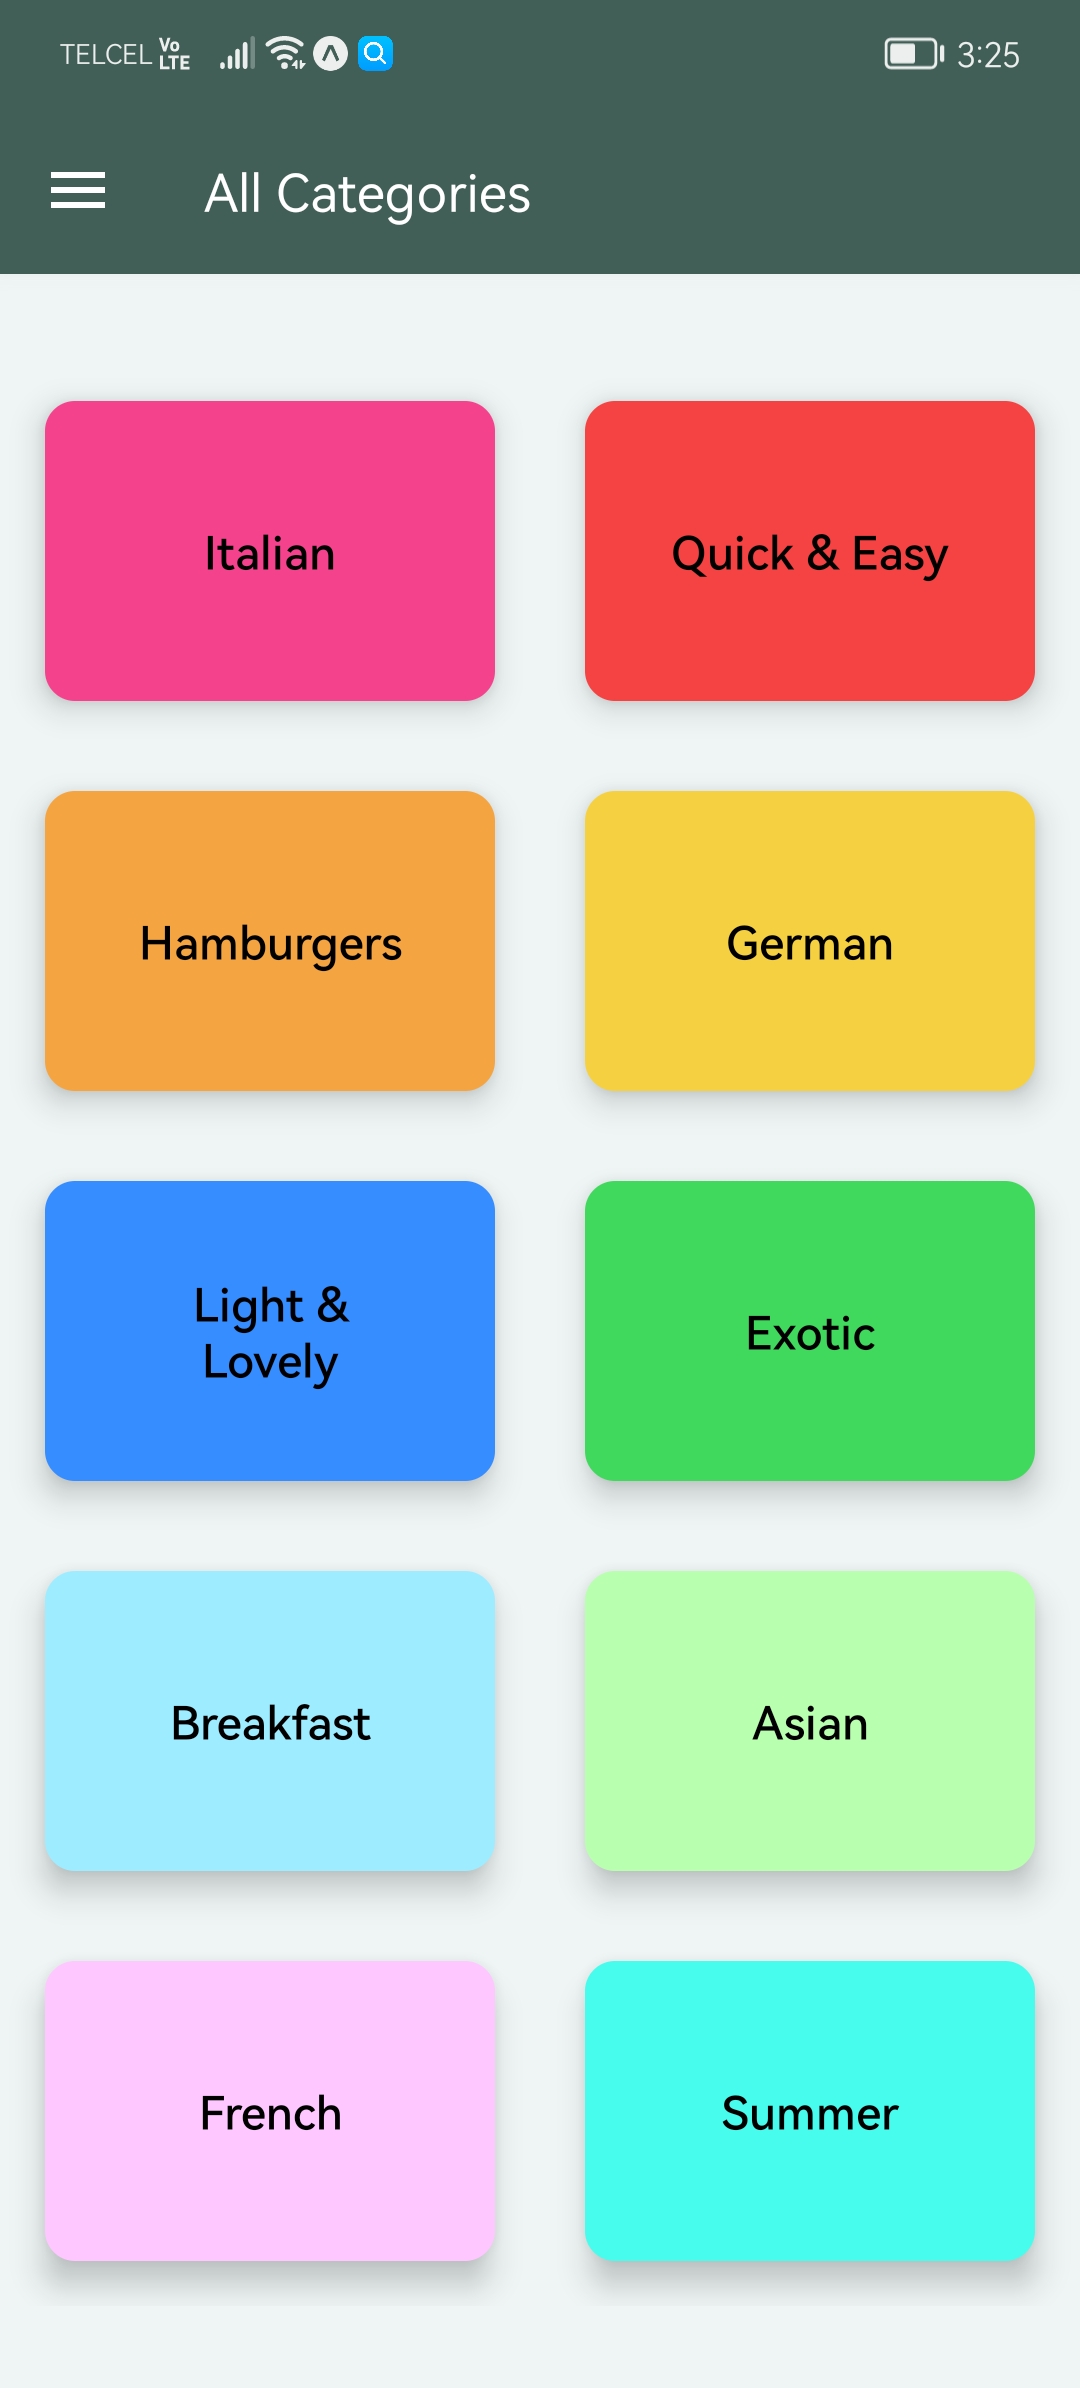 TELCEL Vo LTE 3:25
All Categories
Italian
Quick & Easy
Hamburgers
German
Light &
Lovely
Exotic
Breakfast
Asian
French
Summer